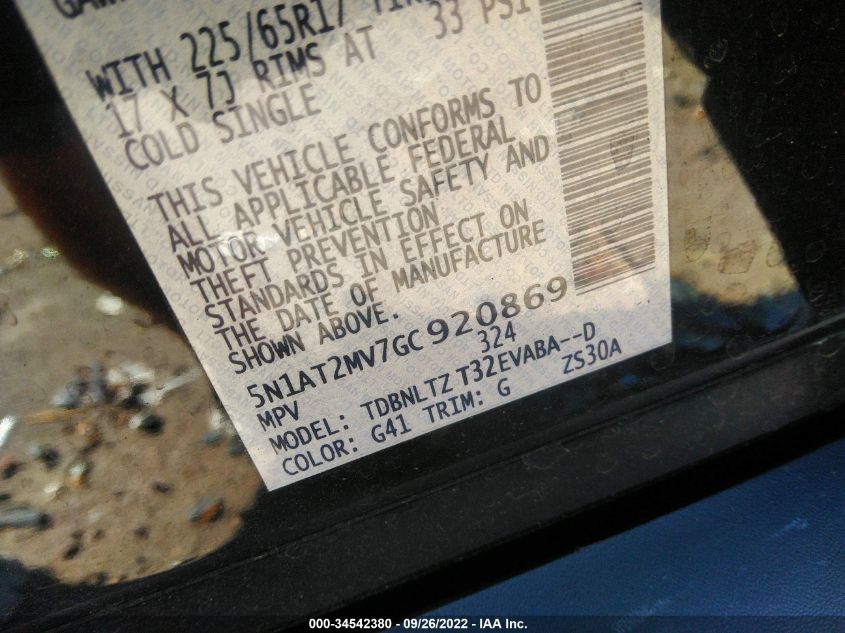 WITH 225/65R17
33 PSI
17 X 7J RIMS AT
COLD SINGLE
THIS VEHICLE CONFORMS TO
ALL APPLICABLE FEDERAL
MOTOR VEHICLE SAFETY AND
THEFT PREVENTION
STANDARDS IN EFFECT ON
THE DATE OF MANUFACTURE
SHOWN ABOVE.
5N1AT2MV7GC920869
MPV 324
MODEL: TDBNLTZ T32EVABA--D
COLOR: G41 TRIM: G ZS30A
000-34542380 - 09/26/2022 - IAA Inc.